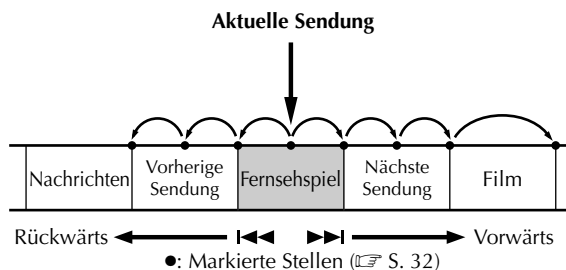 Aktuelle Sendung
Nachrichten
Vorherige
Sendung
Fernsehspiel
Nächste
Sendung
Film
Rückwärts
Vorwärts
●: Markierte Stellen (☞ S. 32)